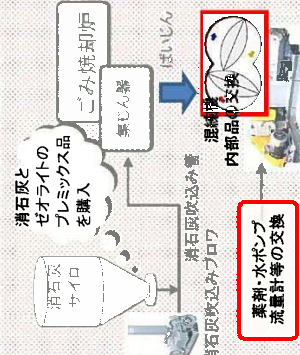 ごみ焼却炉
集じん器
ばいじん
混練機
内部品の交換
消石灰と
ゼオライトの
プレミックス品
を購入
消石灰
サイロ
消石灰吹込み管
消石灰吹込みブロワ
薬剤・水ポンプ
流量計等の交換